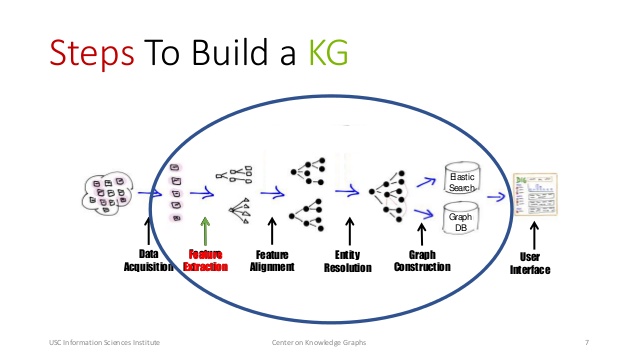 Steps To Build a KG
Elastic
Search
Graph
DB
Data
Acquisition
Feature
Extraction
Feature
Alignment
Entity
Resolution
Graph
Construction
User
Interface
USC Information Sciences Institute
Center on Knowledge Graphs
7